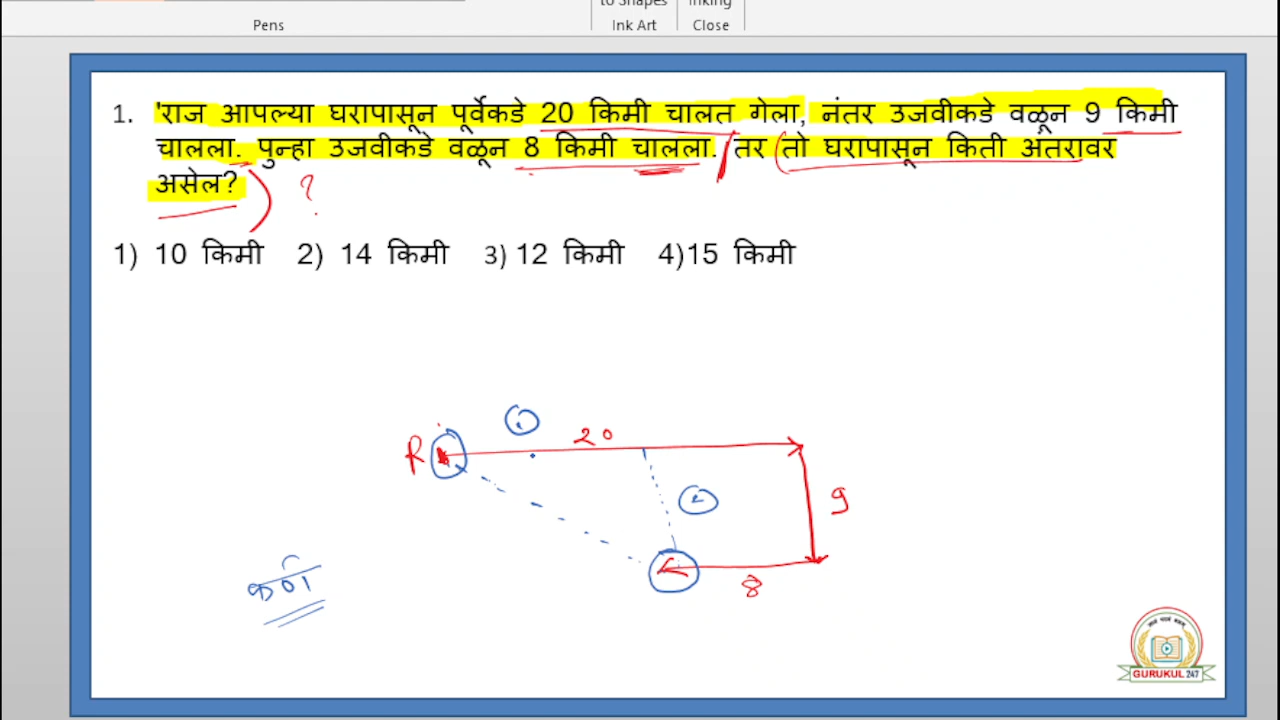 to Shapes
Inking
Pens
Ink Art
Close
1. 'राज आपल्या घरापासून पूर्वेकडे 20 किमी चालत गेला, नंतर उजवीकडे वळून 9 किमी
चालला. पुन्हा उजवीकडे वळून 8 किमी चालला. तर तो घरापासून किती अंतरावर
असेल? ?
1) 10 किमी 2) 14 किमी 3) 12 किमी 4)15 किमी
1
20
R
2
9
8
कर्ण
GURUKUL 247